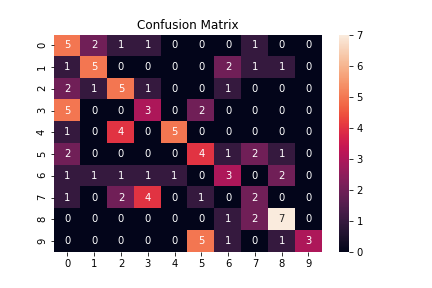 Confusion Matrix
0 5 2 1 1 0 0 0 1 0 0
1 1 5 0 0 0 0 2 1 1 0
2 2 1 5 1 0 0 1 0 0 0
3 5 0 0 3 0 2 0 0 0 0
4 1 0 4 0 5 0 0 0 0 0
5 2 0 0 0 0 4 1 2 1 0
6 1 1 1 1 1 0 3 0 2 0
7 1 0 2 4 0 1 0 2 0 0
8 0 0 0 0 0 0 1 2 7 0
9 0 0 0 0 0 5 1 0 1 3
0 1 2 3 4 5 6 7 8 9
7
6
5
4
3
2
1
0